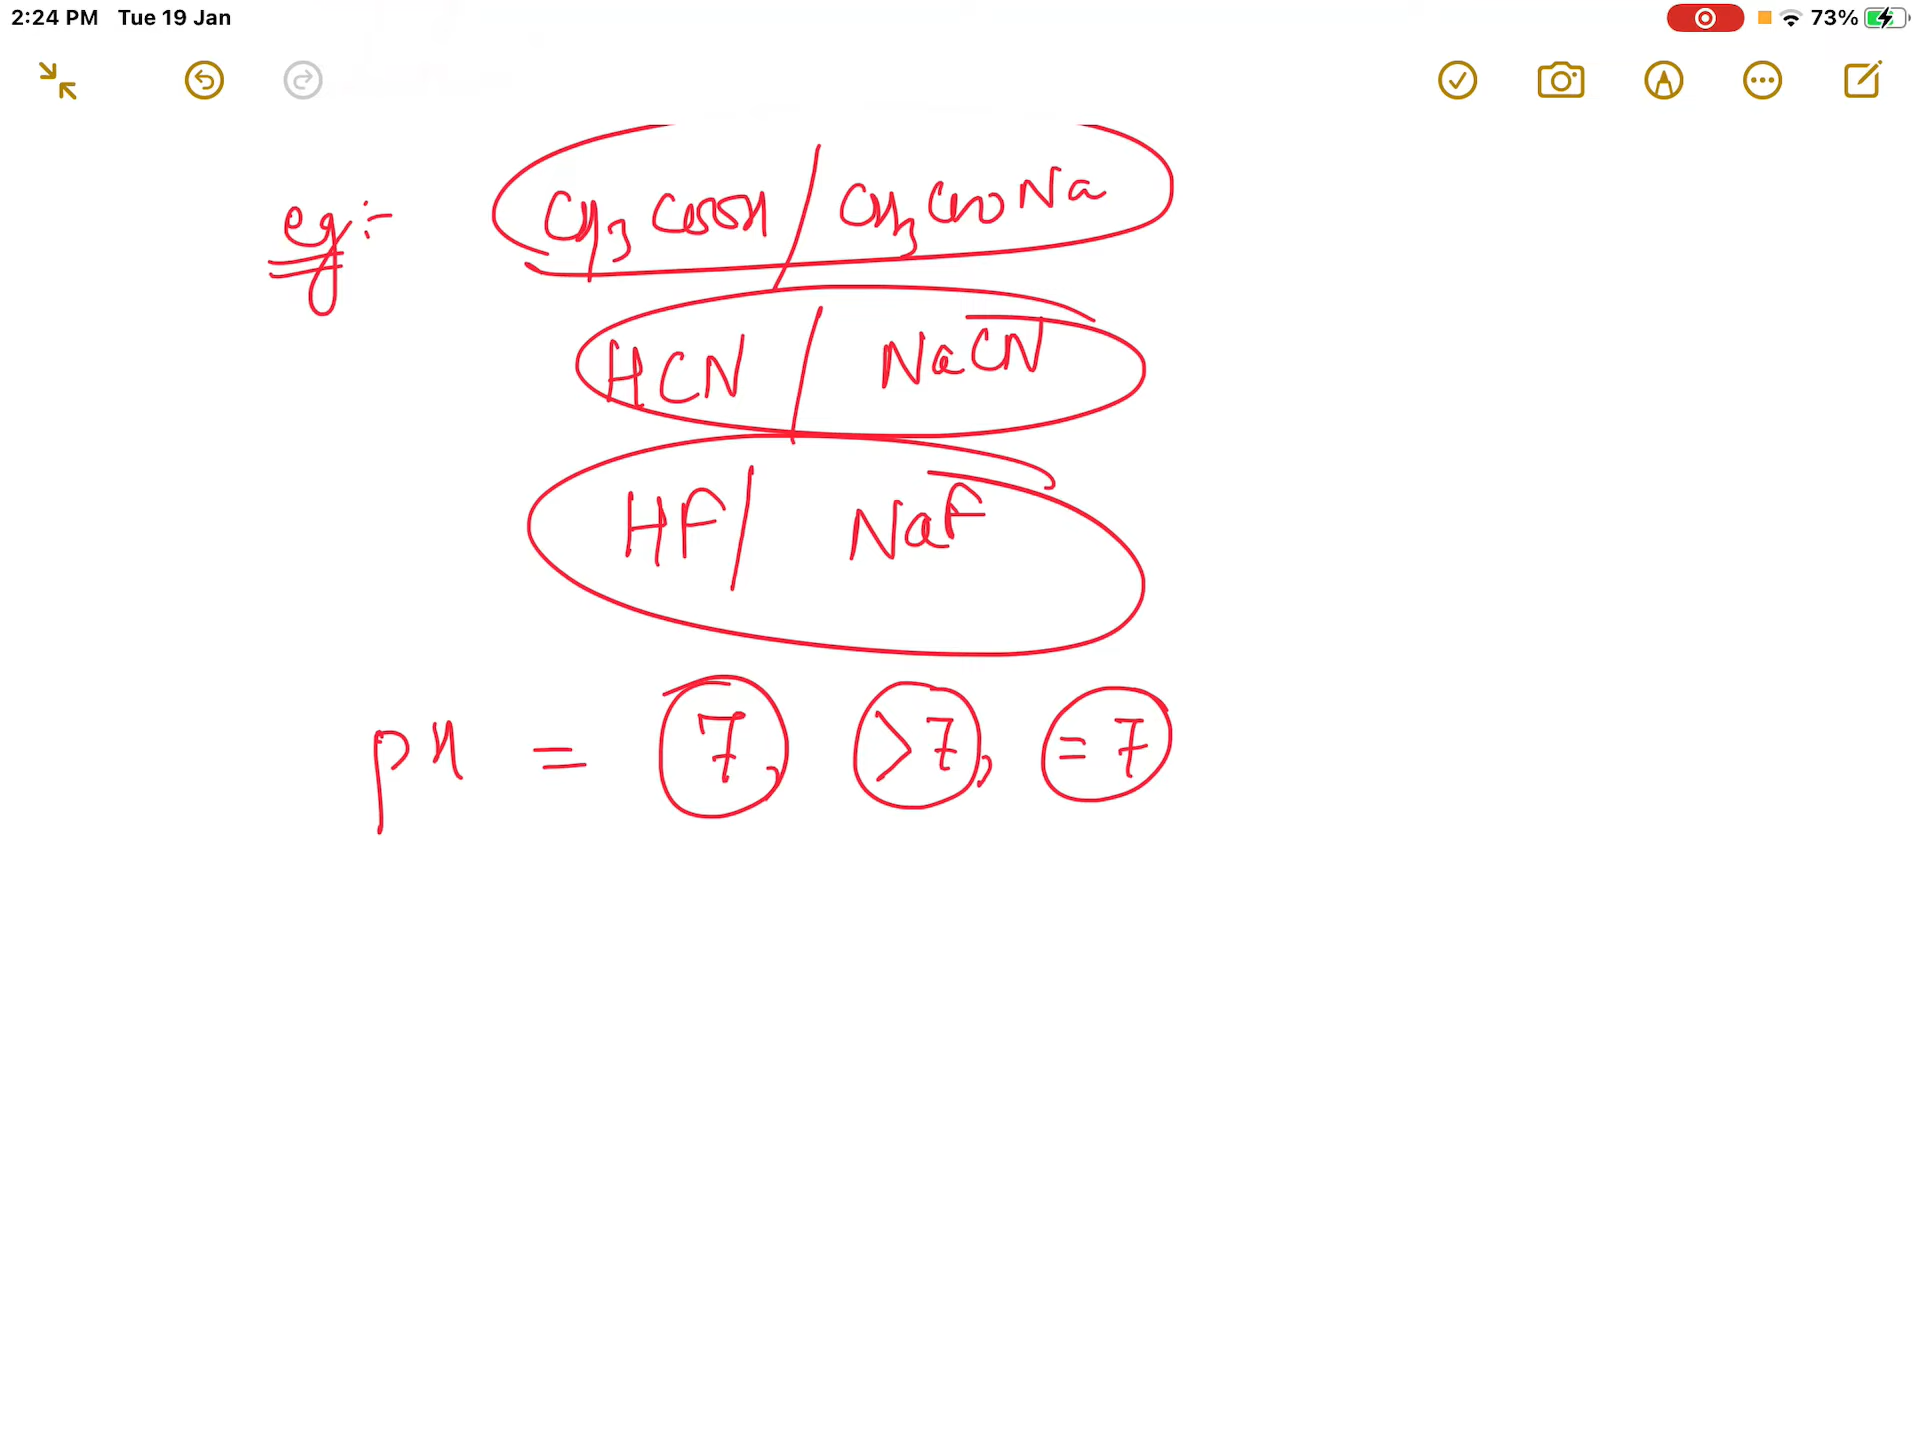 2:24 PM Tue 19 Jan 73%
eg:- CH3COOH / CH3COONa
HCN / NaCN
HF / NaF
pH = 7, >7, =7